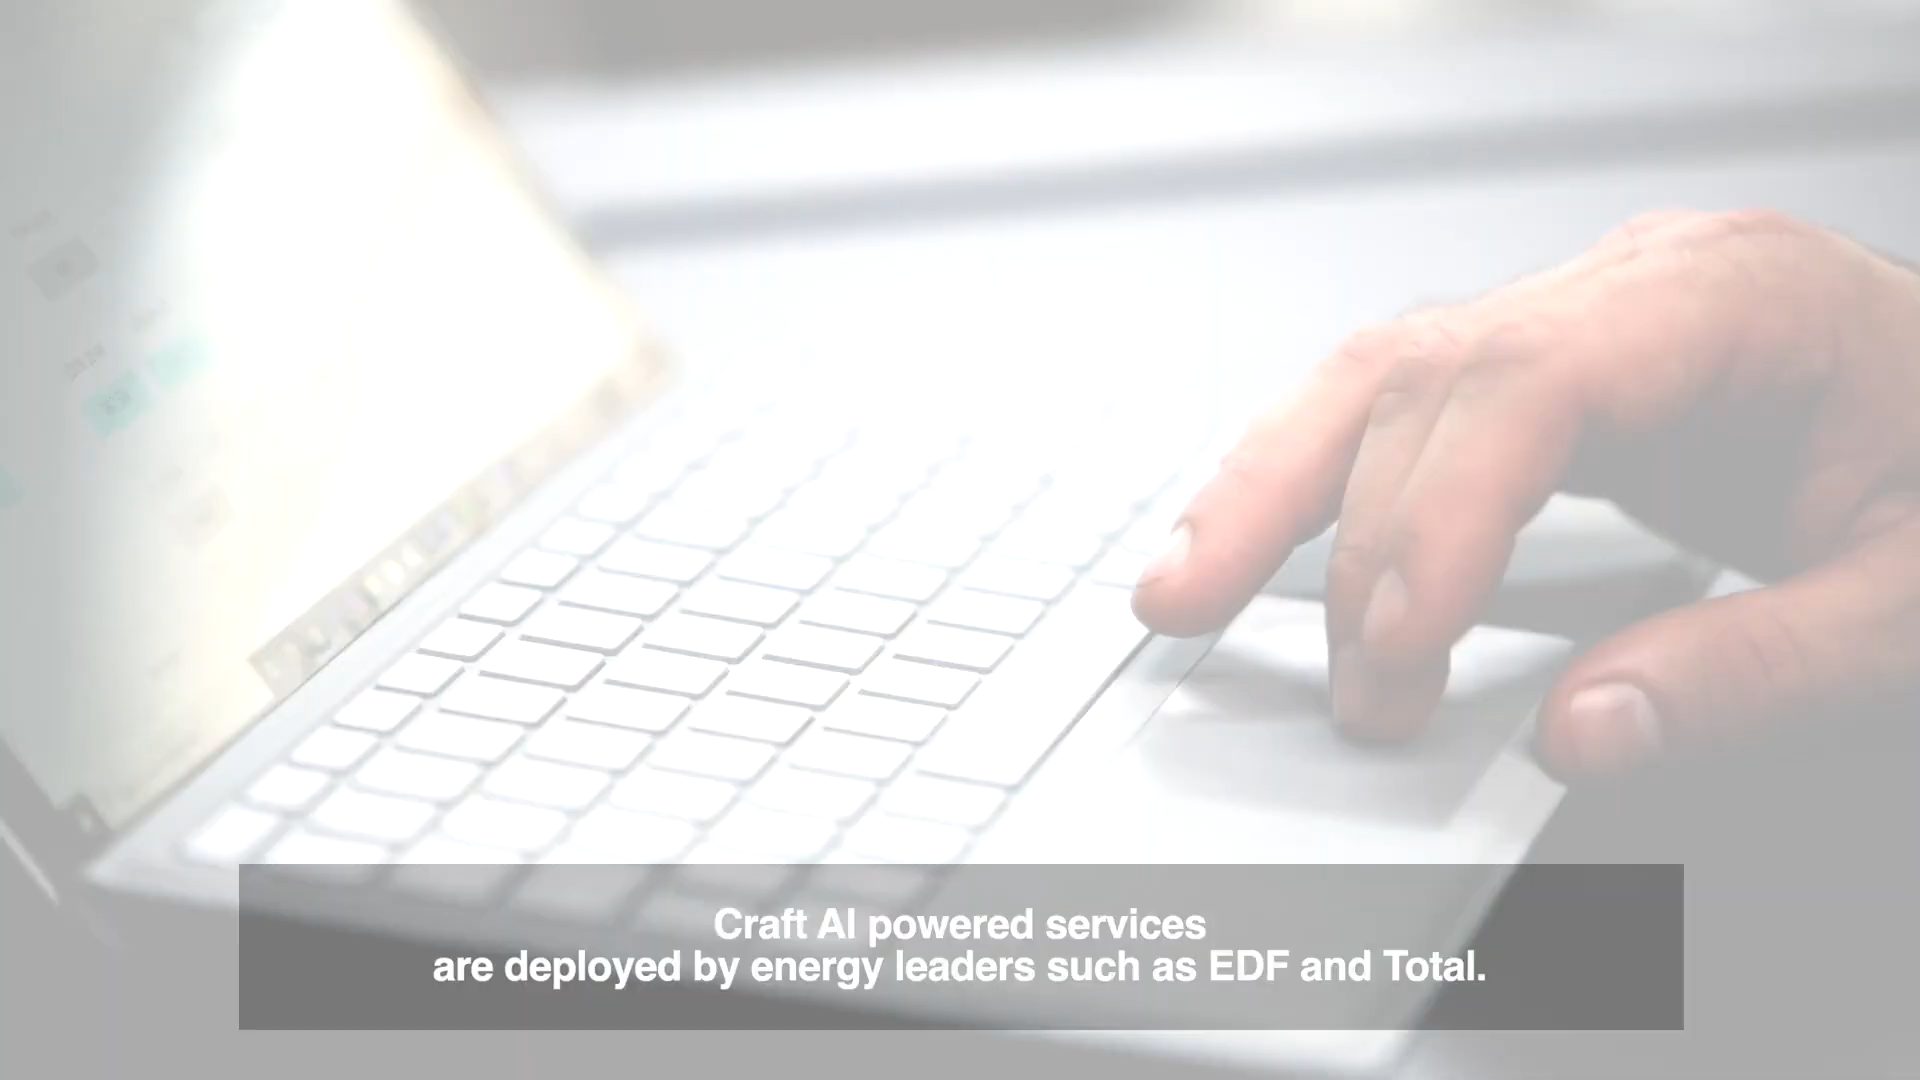 Craft AI powered services
are deployed by energy leaders such as EDF and Total.